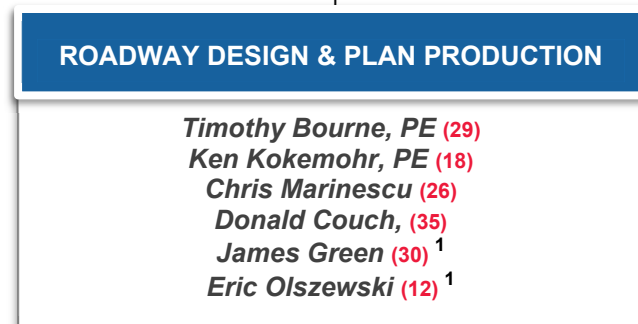 ROADWAY DESIGN & PLAN PRODUCTION
Timothy Bourne, PE (29)
Ken Kokemohr, PE (18)
Chris Marinescu (26)
Donald Couch, (35)
James Green (30) 1
Eric Olszewski (12) 1